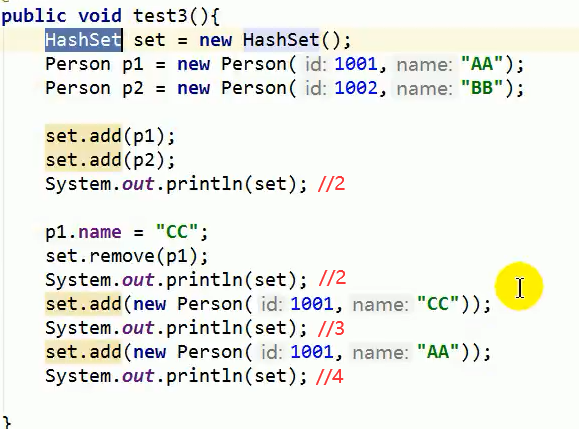 public void test3(){
HashSet set = new HashSet();
Person p1 = new Person( id: 1001, name: "AA");
Person p2 = new Person( id: 1002, name: "BB");
set.add(p1);
set.add(p2);
System.out.println(set); //2
p1.name = "CC";
set.remove(p1);
System.out.println(set); //2
set.add(new Person( id: 1001, name: "CC"));
System.out.println(set); //3
set.add(new Person( id: 1001, name: "AA"));
System.out.println(set); //4
}